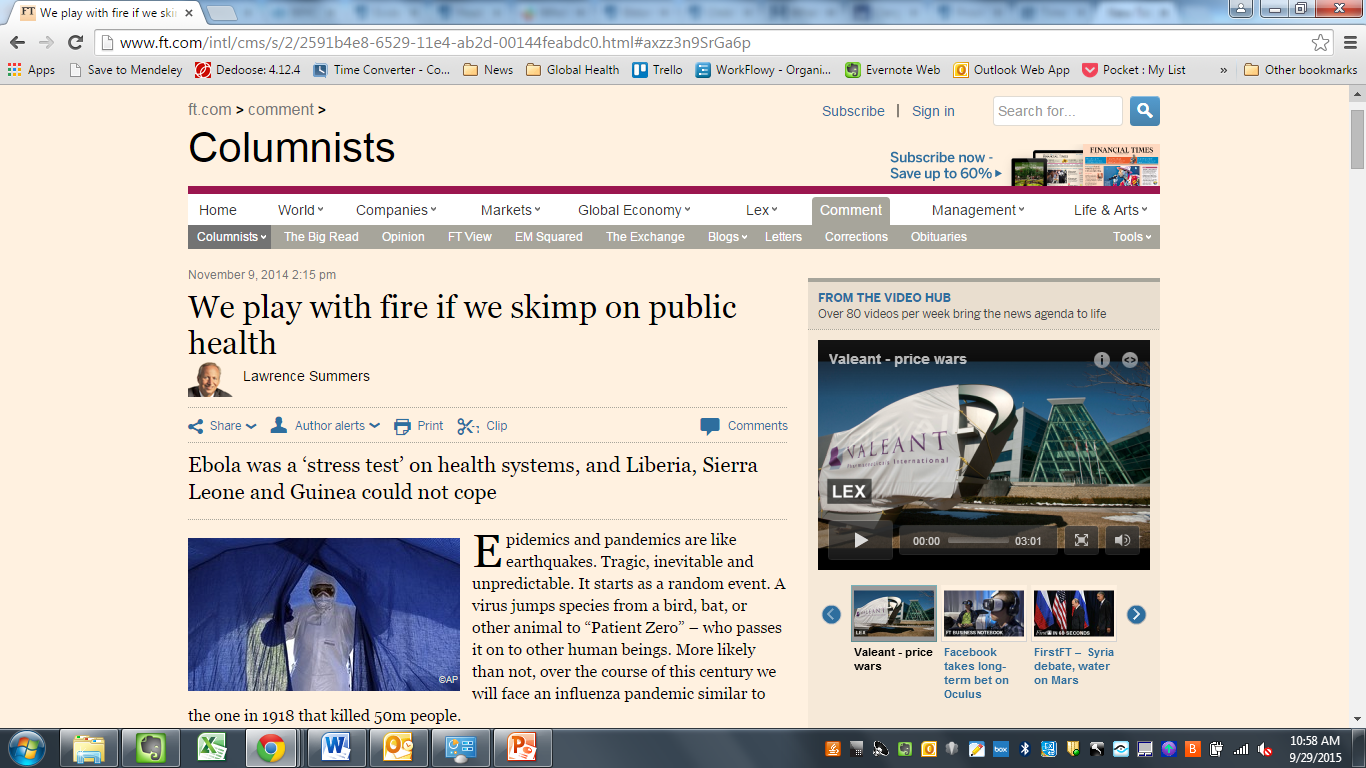 We play with fire if we ski
www.ft.com/intl/cms/s/2/2591b4e8-6529-11e4-ab2d-00144feabdc0.html#axzz3n9SrGa6p
Apps Save to Mendeley Dedoose: 4.12.4 Time Converter - Co... News Global Health Trello WorkFlowy - Organi... Evernote Web Outlook Web App Pocket : My List » Other bookmarks
ft.com > comment >
Subscribe | Sign in Search for...
Columnists
Subscribe now -
Save up to 60%
FINANCIAL TIMES
Home World Companies Markets Global Economy Lex Comment Management Life & Arts
Columnists The Big Read Opinion FT View EM Squared The Exchange Blogs Letters Corrections Obituaries Tools
November 9, 2014 2:15 pm
We play with fire if we skimp on public
health
Lawrence Summers
Share Author alerts Print Clip Comments
Ebola was a ‘stress test’ on health systems, and Liberia, Sierra
Leone and Guinea could not cope
©AP
Epidemics and pandemics are like
earthquakes. Tragic, inevitable and
unpredictable. It starts as a random event. A
virus jumps species from a bird, bat, or
other animal to “Patient Zero” – who passes
it on to other human beings. More likely
than not, over the course of this century we
will face an influenza pandemic similar to
the one in 1918 that killed 50m people.
FROM THE VIDEO HUB
Over 80 videos per week bring the news agenda to life
Valeant - price wars
VALEANT
Pharmaceuticals International
LEX
00:00 03:01
Valeant - price
wars
Facebook
takes long-
term bet on
Oculus
FirstFT – Syria
debate, water
on Mars
10:58 AM
9/29/2015